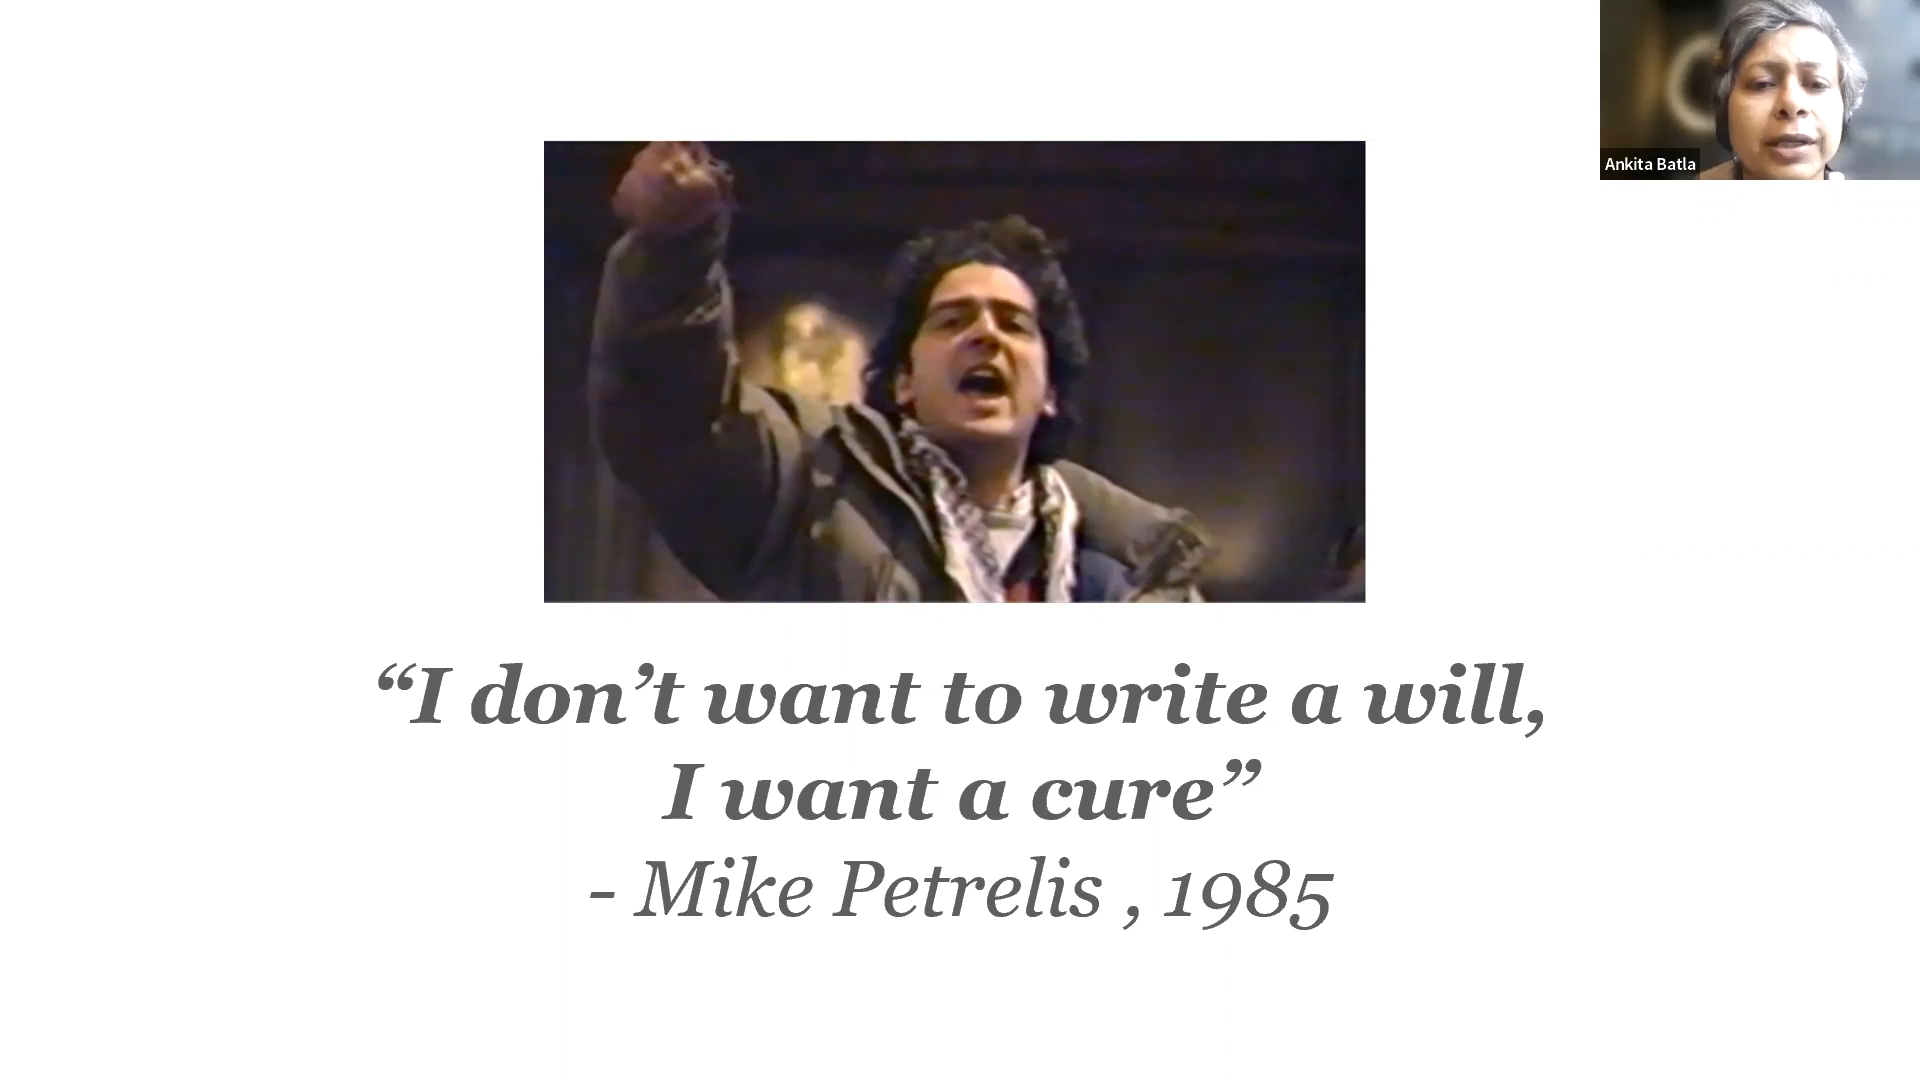 Ankita Batla
“I don’t want to write a will,
I want a cure”
- Mike Petrelis , 1985